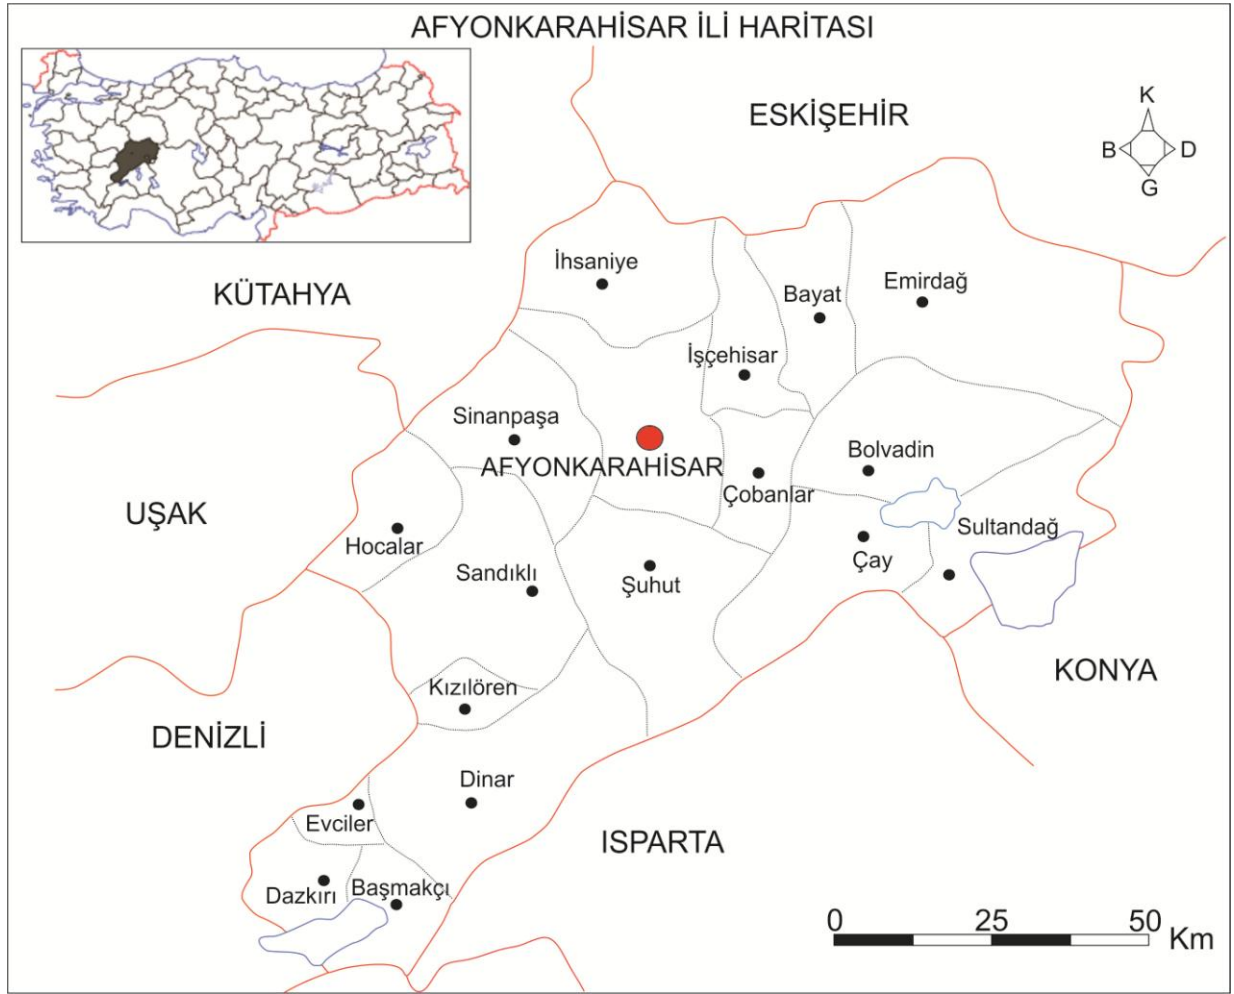 AFYONKARAHİSAR İLİ HARİTASI
ESKİŞEHİR
K
B
D
G
İhsaniye
Emirdağ
KÜTAHYA
Bayat
İşçehisar
Sinanpaşa
Bolvadin
AFYONKARAHİSAR
Çobanlar
UŞAK
Sultandağ
Hocalar
Çay
Sandıklı
Şuhut
KONYA
Kızılören
DENİZLİ
Dinar
Evciler
ISPARTA
Dazkırı
Başmakçı
0 25 50
Km